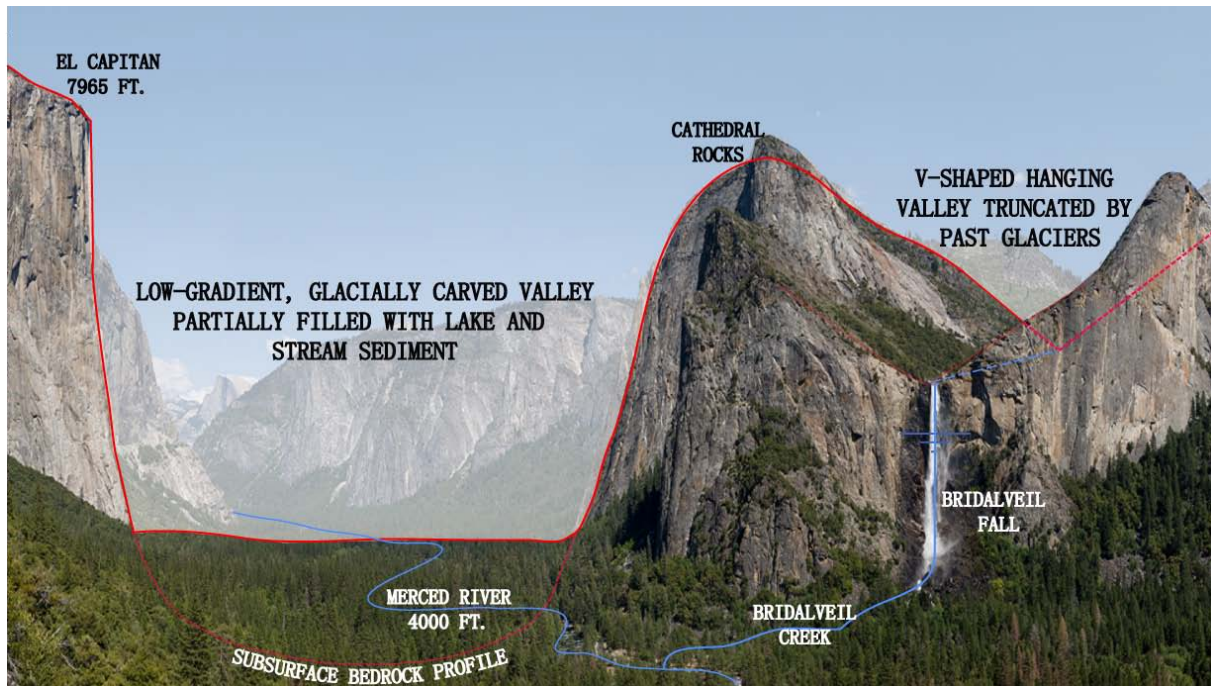 EL CAPITAN
7965 FT.
CATHEDRAL
ROCKS
V-SHAPED HANGING
VALLEY TRUNCATED BY
PAST GLACIERS
LOW-GRADIENT, GLACIALLY CARVED VALLEY
PARTIALLY FILLED WITH LAKE AND
STREAM SEDIMENT
BRIDALVEIL
FALL
MERCED RIVER
4000 FT.
BRIDALVEIL
CREEK
SUBSURFACE BEDROCK PROFILE